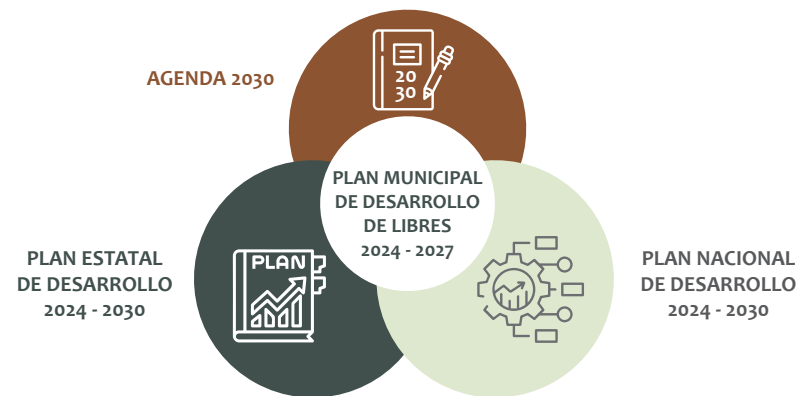 AGENDA 2030
20
30
PLAN MUNICIPAL
DE DESARROLLO
DE LIBRES
2024 - 2027
PLAN ESTATAL
DE DESARROLLO
2024 - 2030
PLAN
PLAN NACIONAL
DE DESARROLLO
2024 - 2030